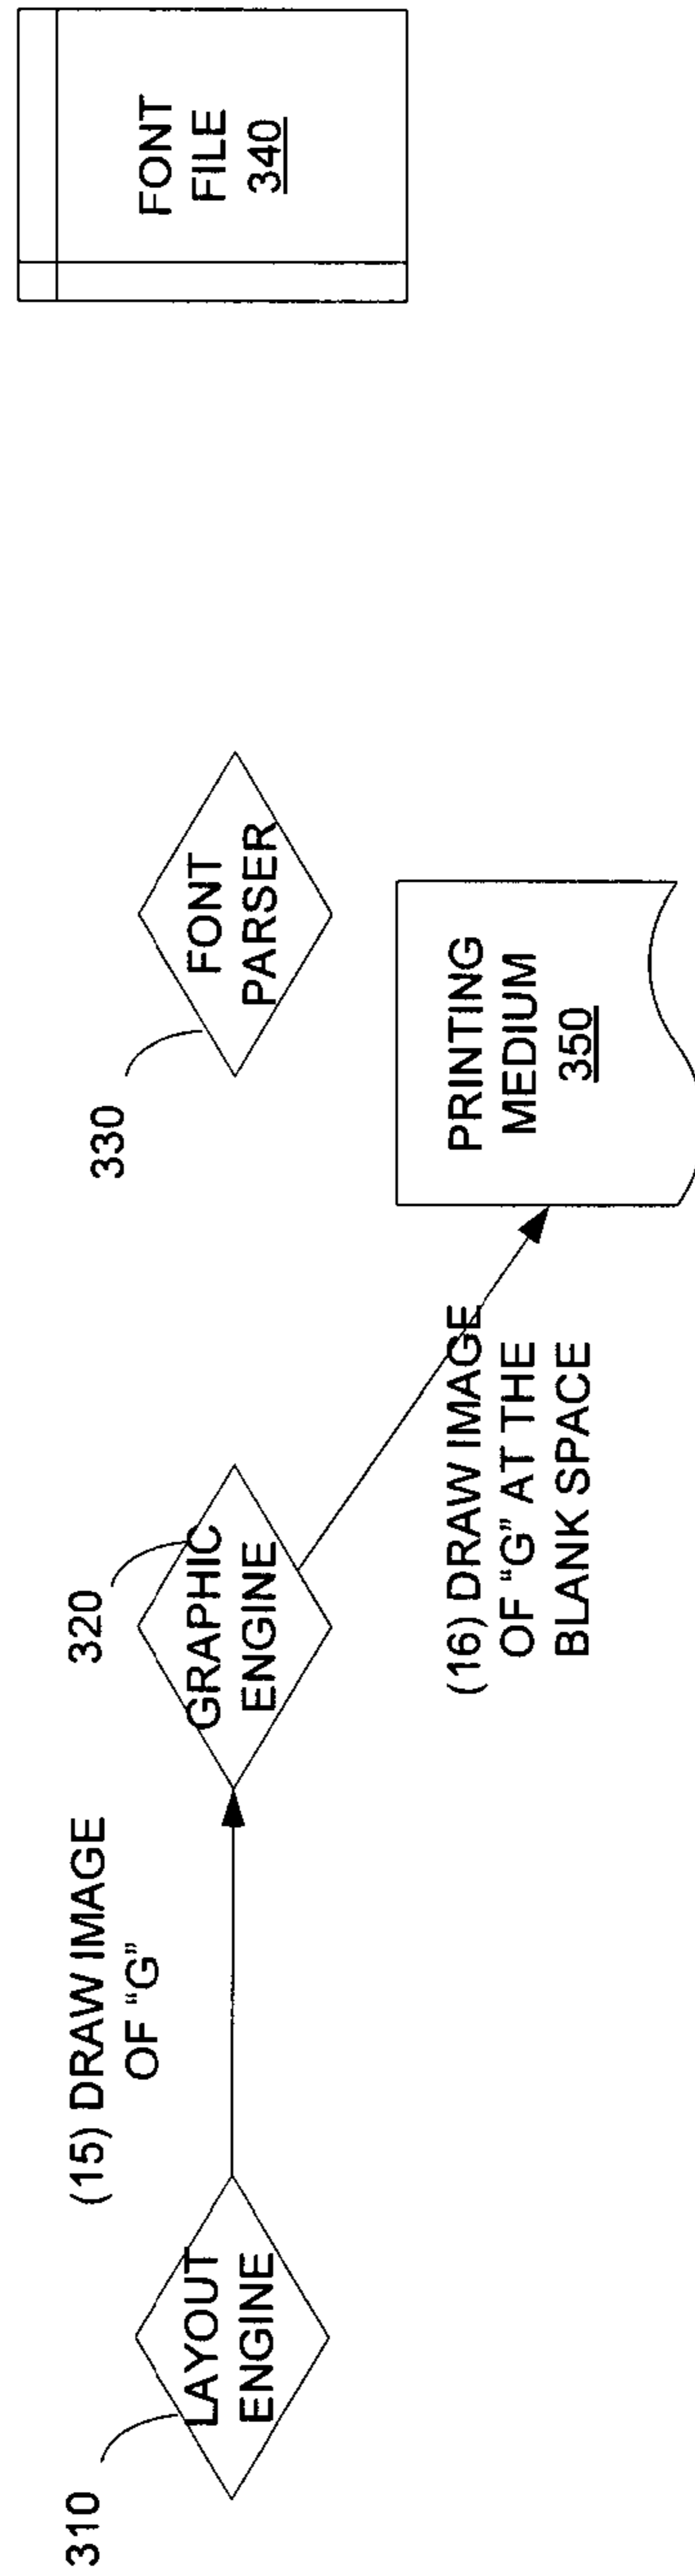 310
LAYOUT
ENGINE
(15) DRAW IMAGE
OF “G”
320
GRAPHIC
ENGINE
(16) DRAW IMAGE
OF “G” AT THE
BLANK SPACE
330
FONT
PARSER
PRINTING
MEDIUM
350
FONT
FILE
340